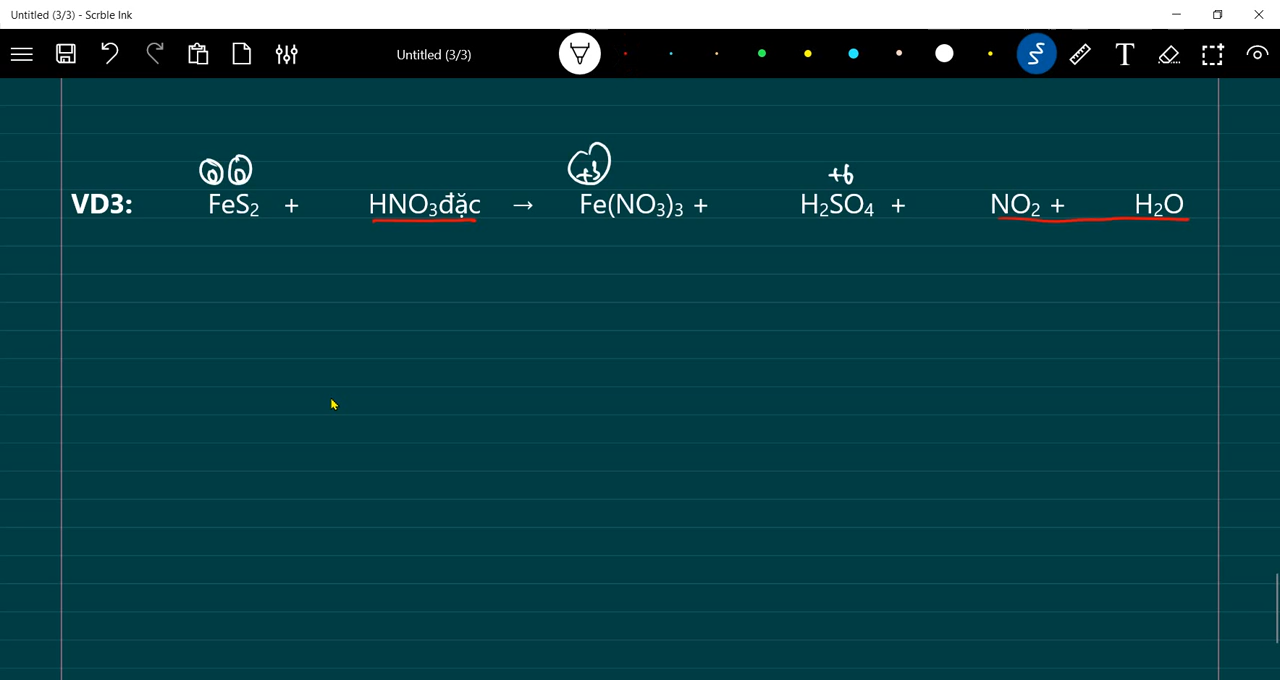 Untitled (3/3) - Scrble Ink
Untitled (3/3)
T
0 0 +3 +6
VD3: FeS₂ + HNO₃đặc → Fe(NO₃)₃ + H₂SO₄ + NO₂ + H₂O